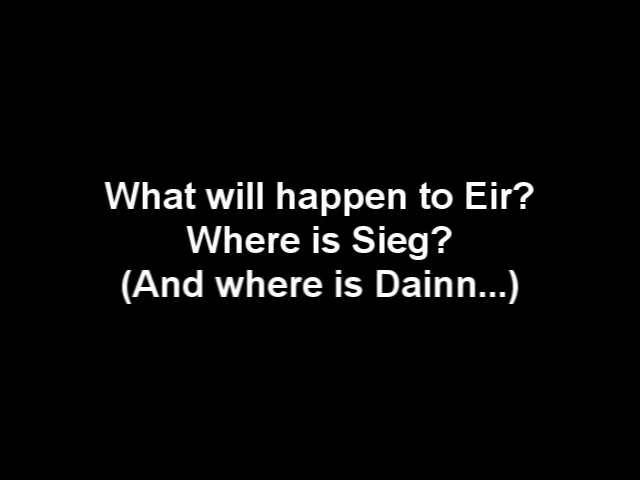 What will happen to Eir?
Where is Sieg?
(And where is Dainn...)